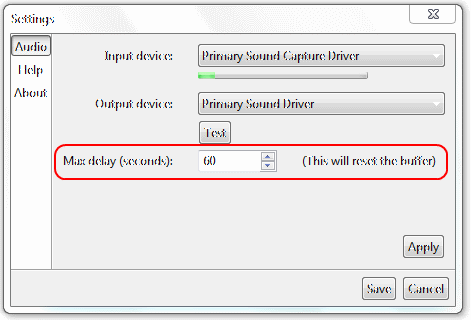 Settings
Audio
Help
About
Input device: Primary Sound Capture Driver
Output device: Primary Sound Driver
Test
Max delay (seconds): 60 (This will reset the buffer)
Apply
Save Cancel